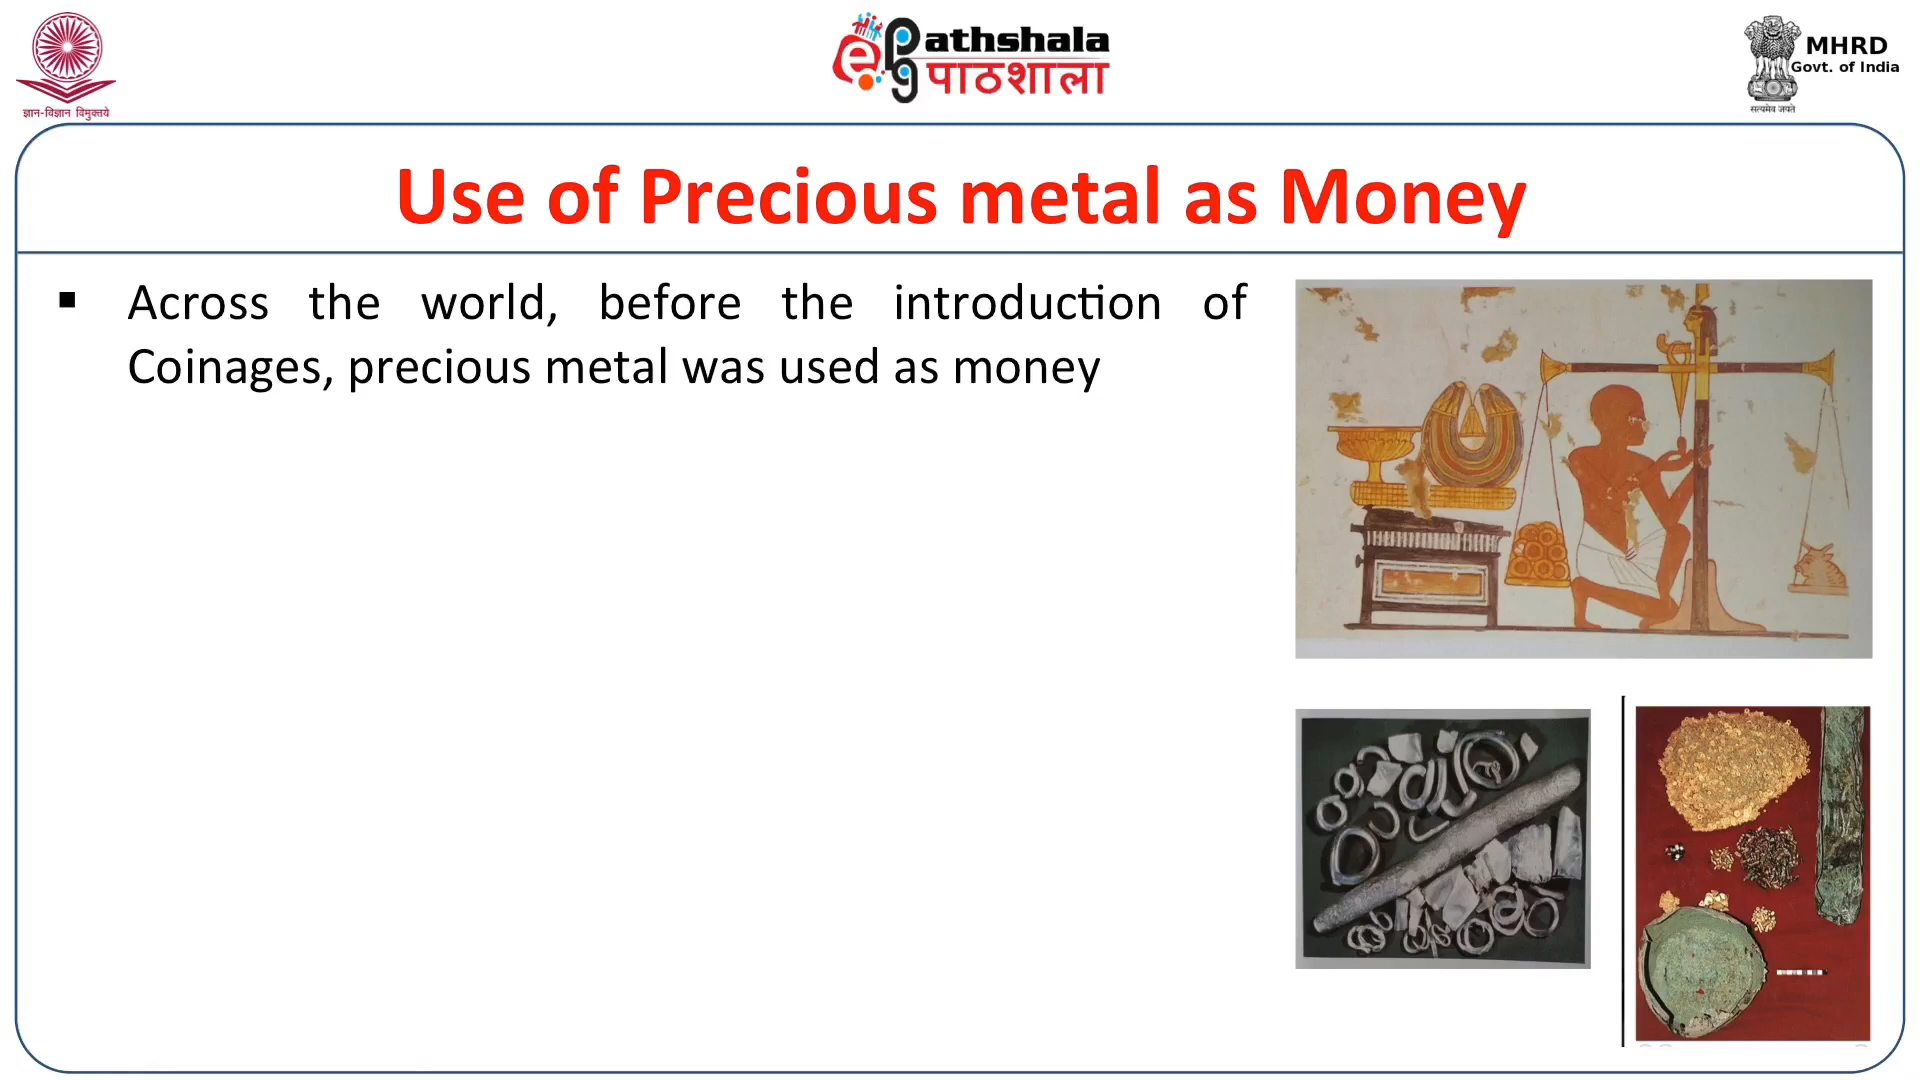 ज्ञान-विज्ञान विमुक्तये
e pg Pathshala
पाठशाला
MHRD
Govt. of India
सत्यमेव जयते
Use of Precious metal as Money
▪ Across the world, before the introduction of
Coinages, precious metal was used as money